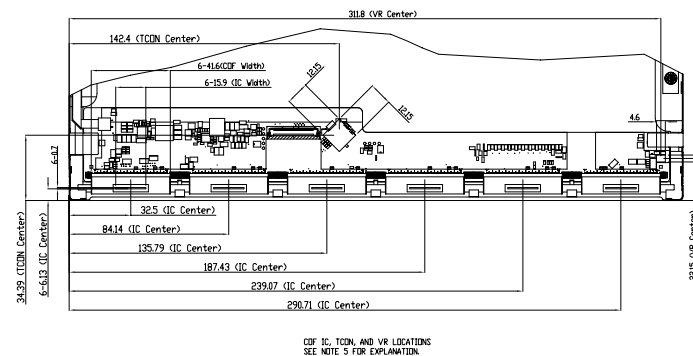 311.8 (VR Center)
142.4 (TCON Center)
6-41.6(COF Width)
6-15.9 (IC Width)
12.15
12.15
4.6
6-0.7
34.39 (TCON Center)
6-6.13 (IC Center)
32.5 (IC Center)
84.14 (IC Center)
135.79 (IC Center)
187.43 (IC Center)
239.07 (IC Center)
290.71 (IC Center)
(VR Center)
COF IC, TCON, AND VR LOCATIONS
SEE NOTE 5 FOR EXPLANATION.